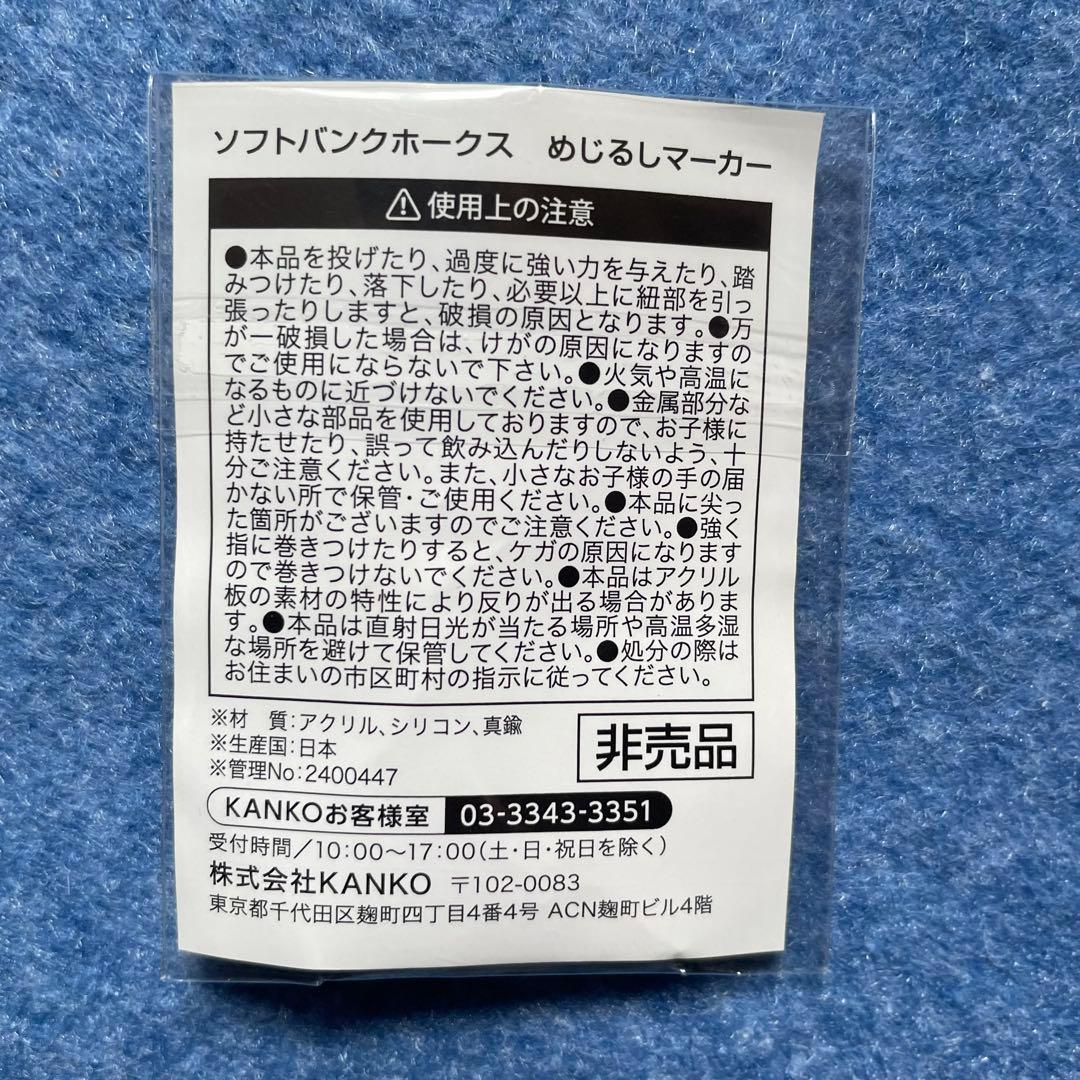 ソフトバンクホークス　めじるしマーカー
⚠使用上の注意
●本品を投げたり、過度に強い力を与えたり、踏
みつけたり、落下したり、必要以上に紐部を引っ
張ったりしますと、破損の原因となります。●万
が一破損した場合は、けがの原因になりますの
でご使用にならないで下さい。●火気や高温に
なるものに近づけないでください。●金属部分な
ど小さな部品を使用しておりますので、お子様に
持たせたり、誤って飲み込んだりしないよう、十
分ご注意ください。また、小さなお子様の手の届
かない所で保管・ご使用ください。●本品に尖っ
た箇所がございますのでご注意ください。●強く
指に巻きつけたりすると、ケガの原因になります
ので巻きつけないでください。●本品はアクリル
板の素材の特性により反りが出る場合がありま
す。●本品は直射日光が当たる場所や高温多湿
な場所を避けて保管してください。●処分の際は
お住まいの市区町村の指示に従ってください。
※材　質：アクリル、シリコン、真鍮
※生産国：日本
※管理No：2400447
非売品
KANKOお客様室 03-3343-3351
受付時間／10：00〜17：00（土・日・祝日を除く）
株式会社KANKO 〒102-0083
東京都千代田区麹町四丁目4番4号 ACN麹町ビル4階